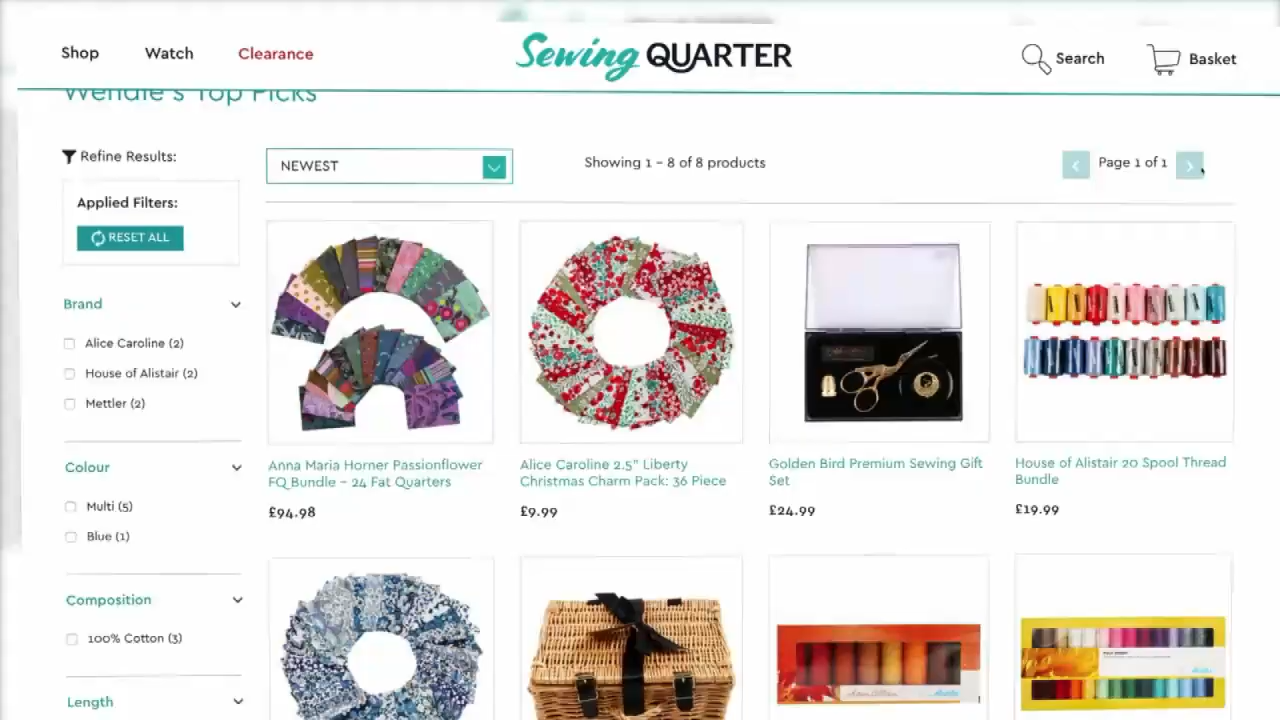 Shop
Watch
Clearance
Sewing QUARTER
Search
Basket
Wendie's Top Picks
Refine Results:
NEWEST
Showing 1 - 8 of 8 products
Page 1 of 1
Applied Filters:
RESET ALL
Brand
Alice Caroline (2)
House of Alistair (2)
Mettler (2)
Colour
Multi (5)
Blue (1)
Composition
100% Cotton (3)
Length
Anna Maria Horner Passionflower
FQ Bundle - 24 Fat Quarters
£94.98
Alice Caroline 2.5" Liberty
Christmas Charm Pack: 36 Piece
£9.99
Golden Bird Premium Sewing Gift
Set
£24.99
House of Alistair 20 Spool Thread
Bundle
£19.99